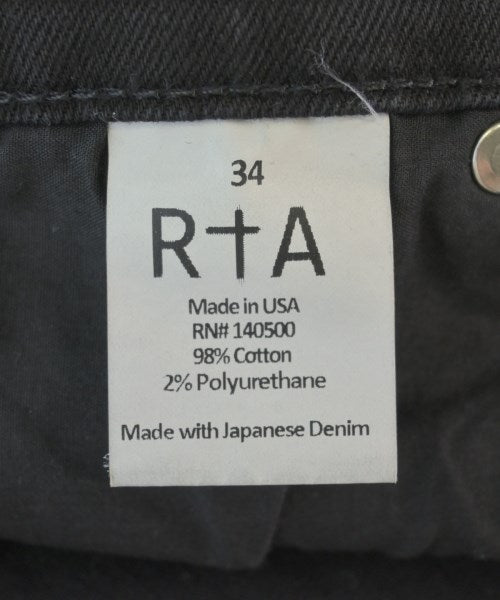 34
R†A
Made in USA
RN# 140500
98% Cotton
2% Polyurethane
Made with Japanese Denim